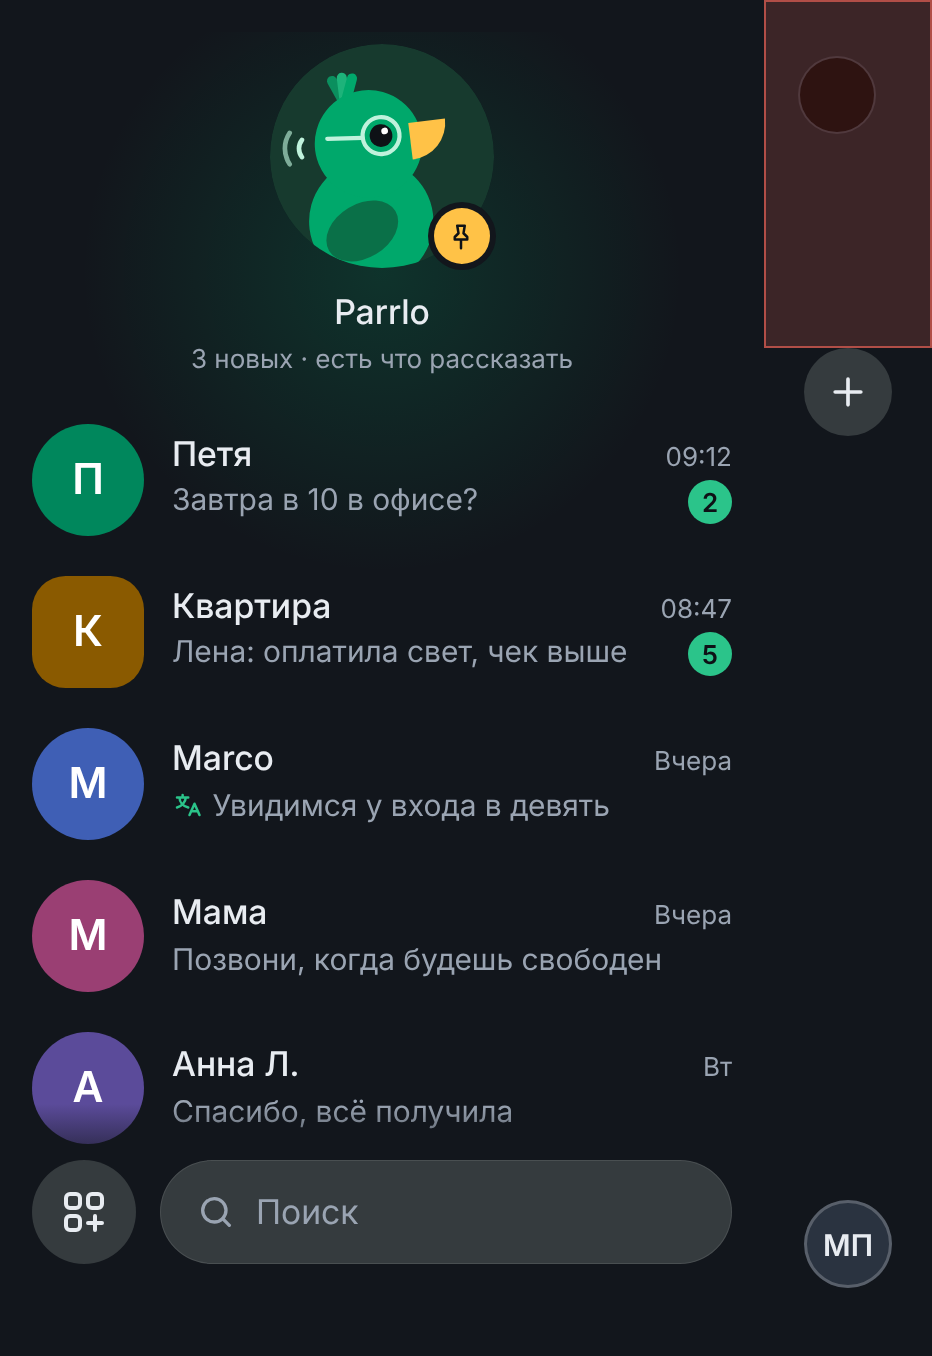 Parrlo
3 новых · есть что рассказать
П
Петя
09:12
Завтра в 10 в офисе?
2
К
Квартира
08:47
Лена: оплатила свет, чек выше
5
M
Marco
Вчера
Увидимся у входа в девять
М
Мама
Вчера
Позвони, когда будешь свободен
А
Анна Л.
Вт
Спасибо, всё получила
Поиск
МП